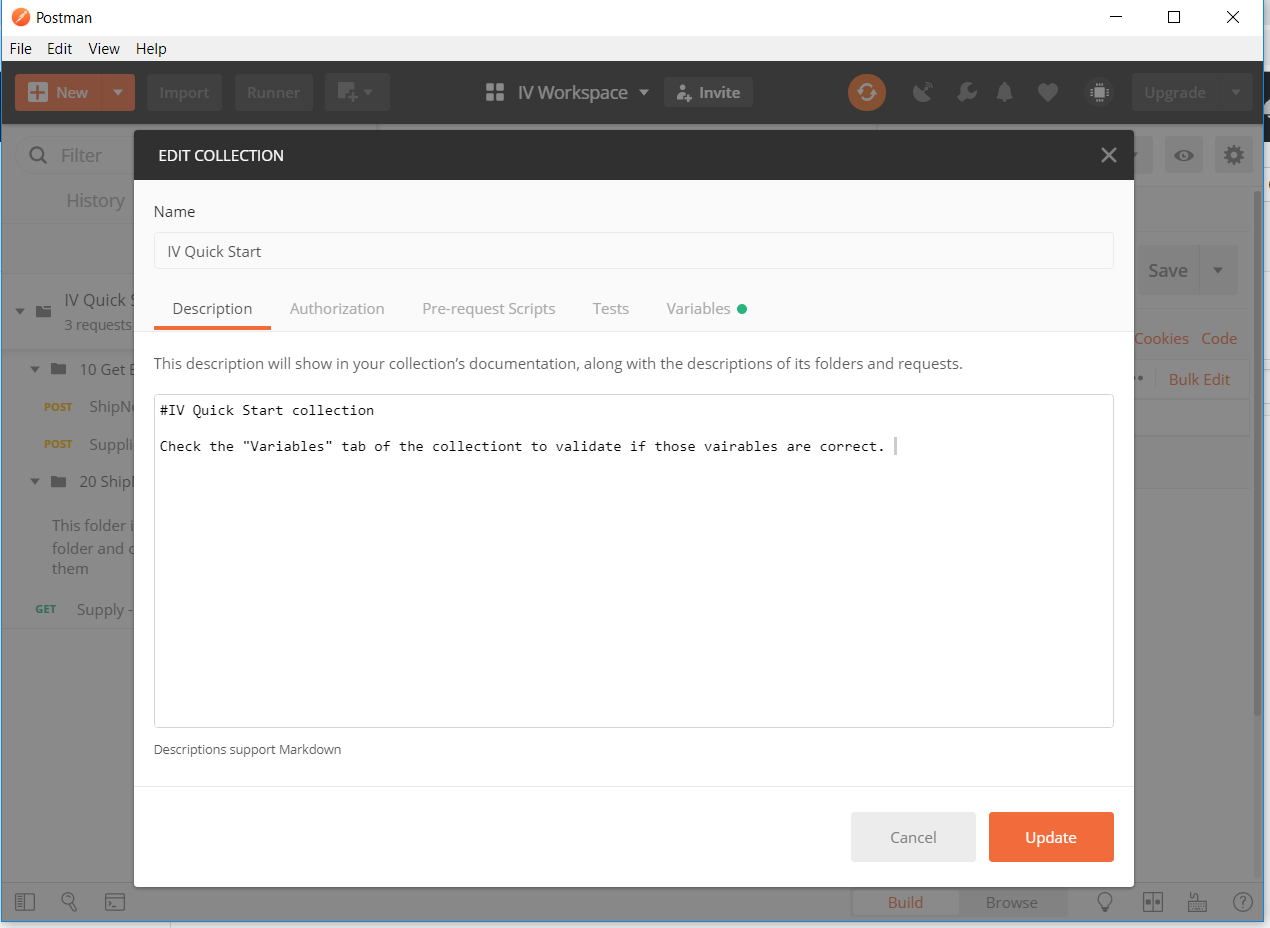 Postman
File Edit View Help
New Import Runner IV Workspace Invite Upgrade
Filter
History
EDIT COLLECTION
Name
IV Quick Start
Description Authorization Pre-request Scripts Tests Variables
This description will show in your collection’s documentation, along with the descriptions of its folders and requests.
#IV Quick Start collection
Check the "Variables" tab of the collectiont to validate if those vairables are correct.
Descriptions support Markdown
Cancel Update
IV Quick
3 requests
10 Get
POST
POST
20
This folder
folder and
them
GET Supply -
Save
Cookies Code
Bulk Edit
Build Browse